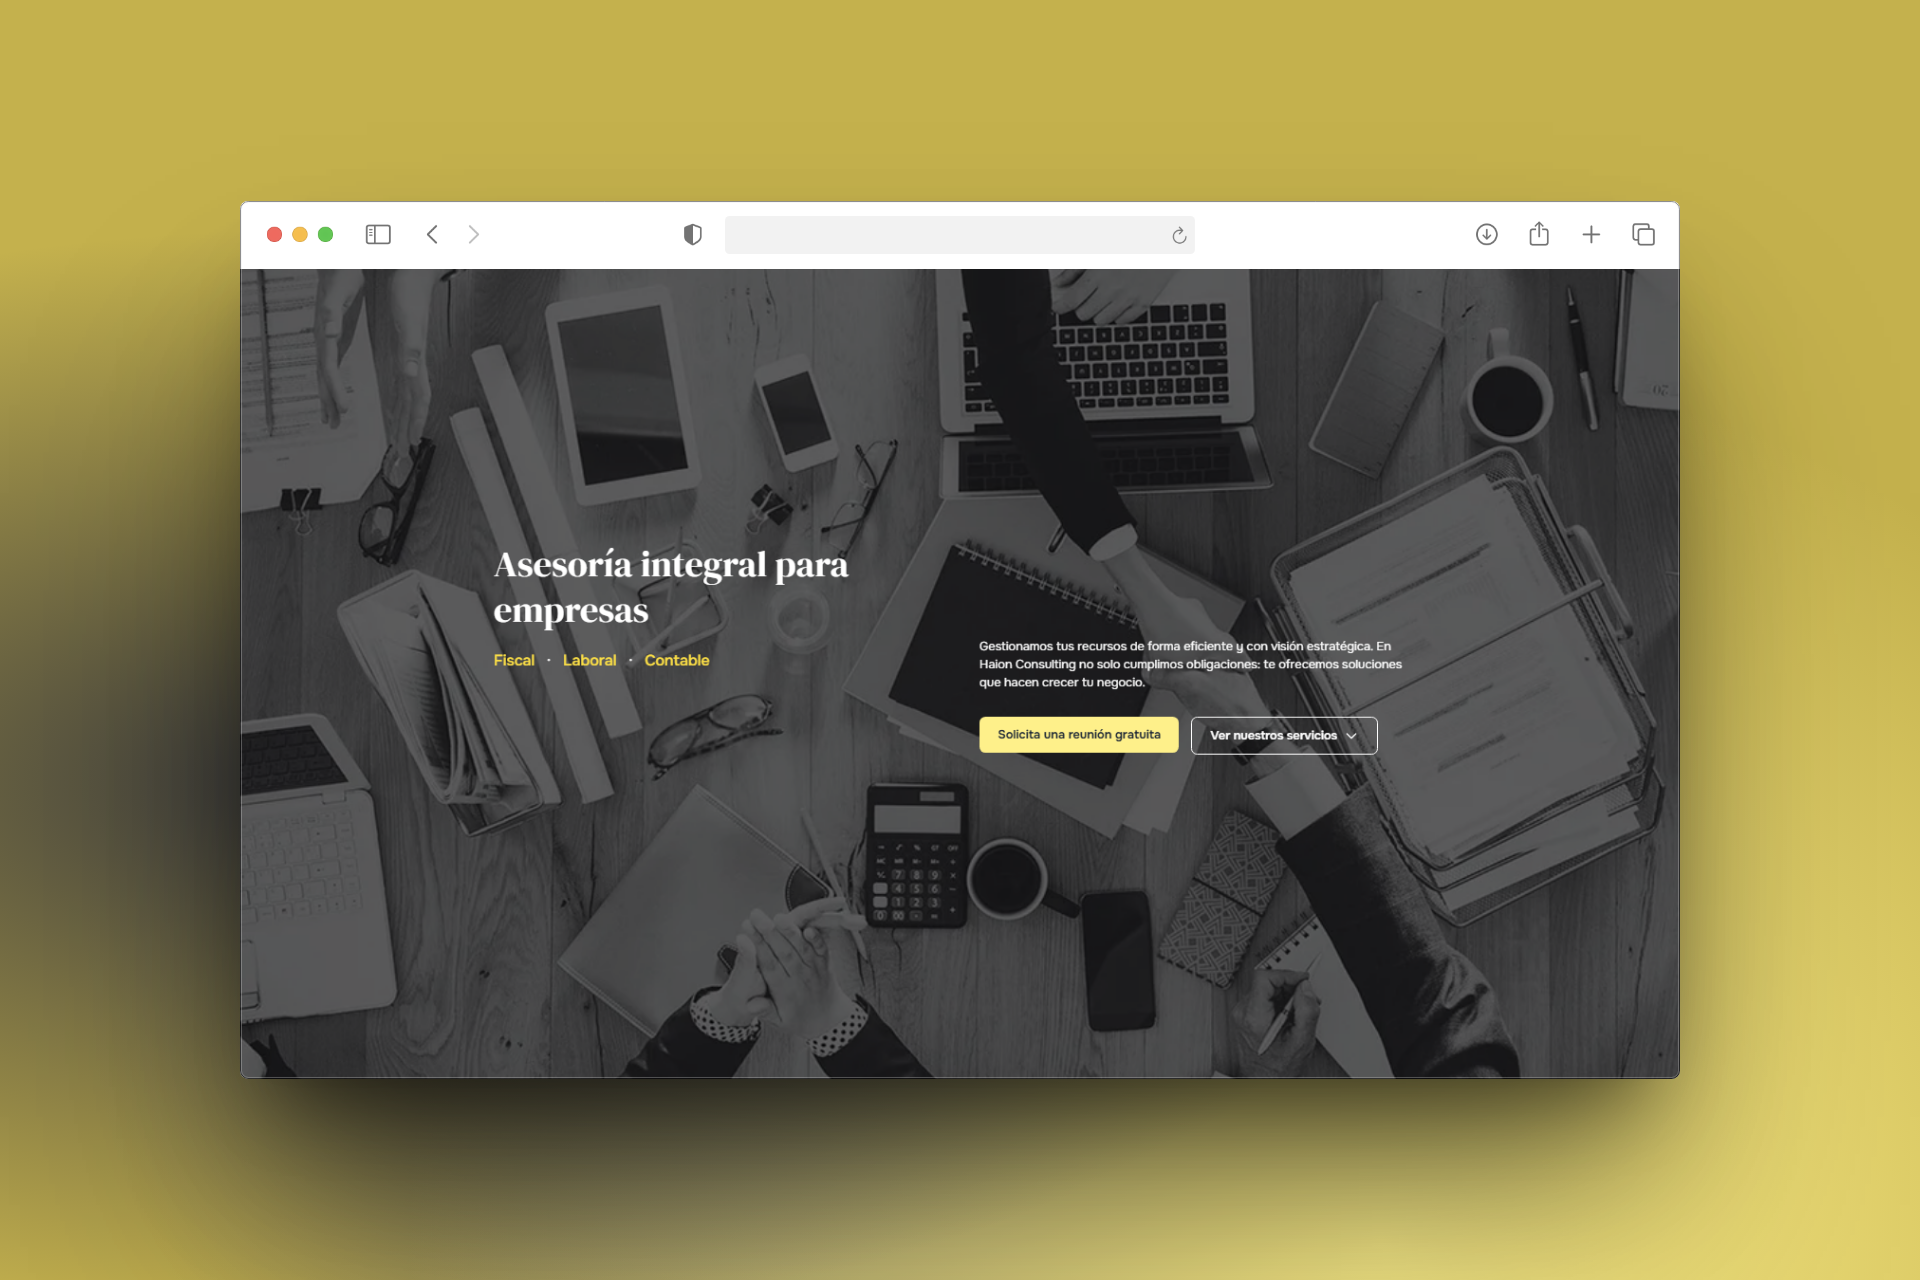 Asesoría integral para
empresas
Fiscal · Laboral · Contable
Gestionamos tus recursos de forma eficiente y con visión estratégica. En
Haion Consulting no solo cumplimos obligaciones: te ofrecemos soluciones
que hacen crecer tu negocio.
Solicita una reunión gratuita
Ver nuestros servicios